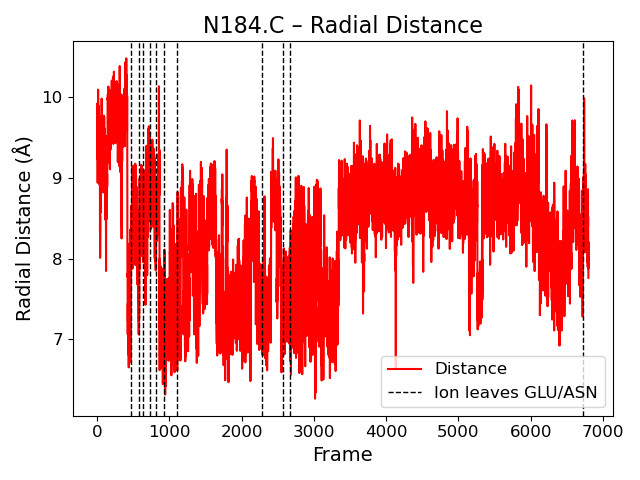 N184.C – Radial Distance
Radial Distance (Å)
10
9
8
7
Distance
Ion leaves GLU/ASN
0
1000
2000
3000
4000
5000
6000
7000
Frame